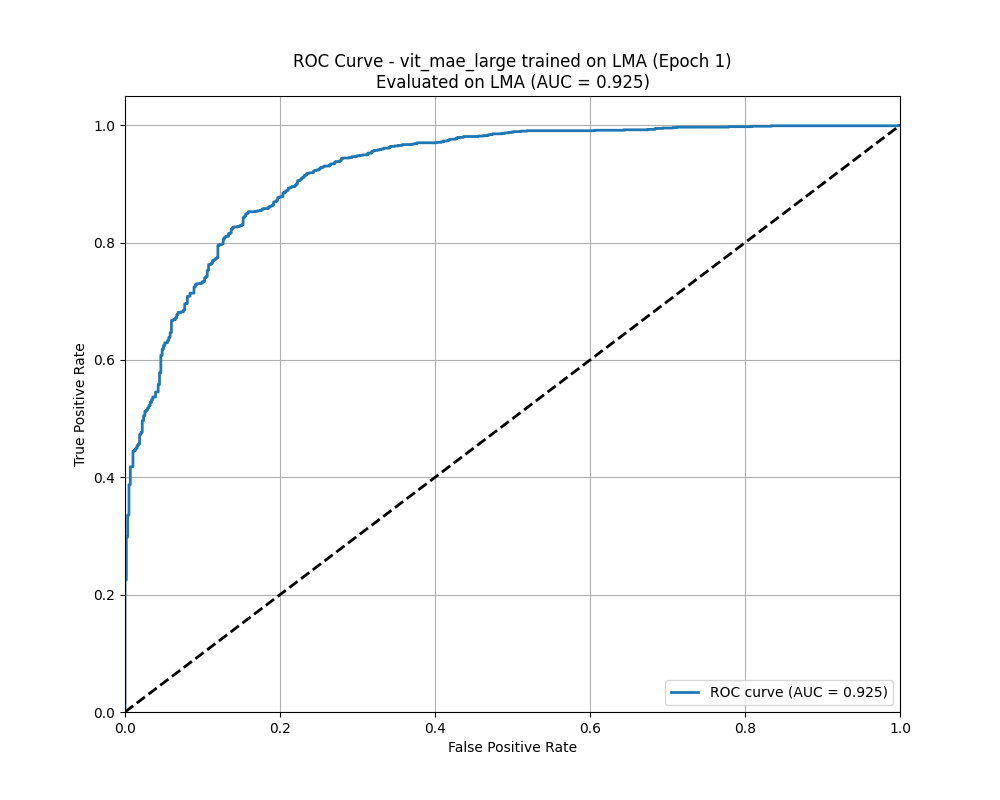 ROC Curve - vit_mae_large trained on LMA (Epoch 1)
Evaluated on LMA (AUC = 0.925)
True Positive Rate
1.0
0.8
0.6
0.4
0.2
0.0
ROC curve (AUC = 0.925)
0.0 0.2 0.4 0.6 0.8 1.0
False Positive Rate